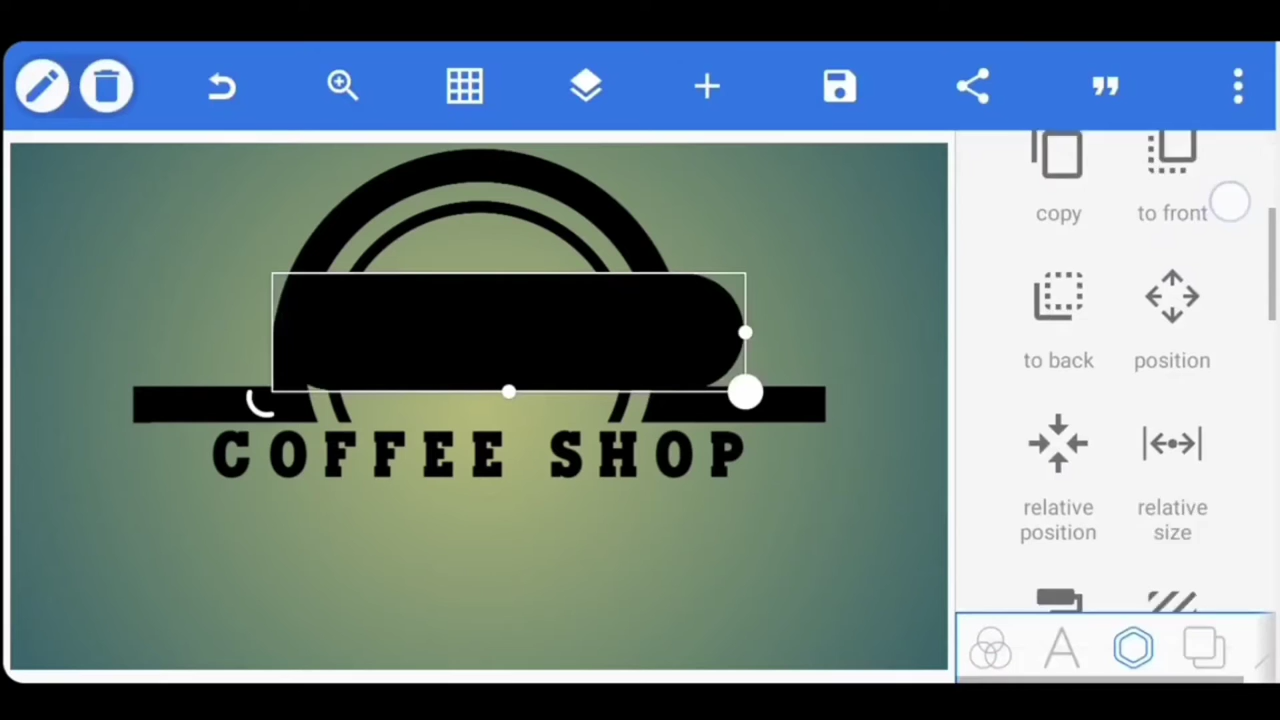 copy
to front
to back
position
relative
position
relative
size
COFFEE SHOP